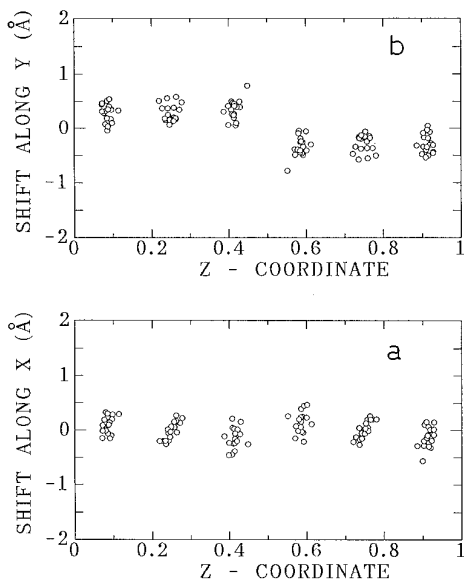 b
SHIFT ALONG Y (Å)
2
1
0
-1
-2
0 0.2 0.4 0.6 0.8 1
Z - COORDINATE
a
SHIFT ALONG X (Å)
2
1
0
-1
-2
0 0.2 0.4 0.6 0.8 1
Z - COORDINATE